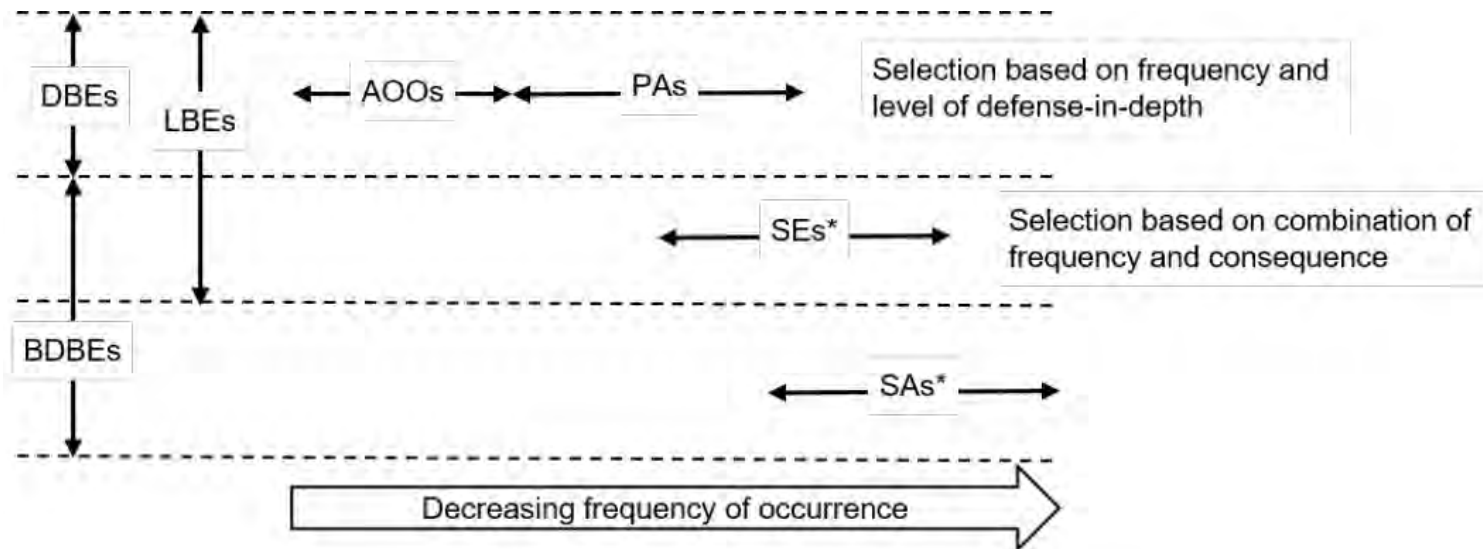 DBEs
LBEs
AOOs
PAs
Selection based on frequency and
level of defense-in-depth
SEs*
Selection based on combination of
frequency and consequence
BDBEs
SAs*
Decreasing frequency of occurrence